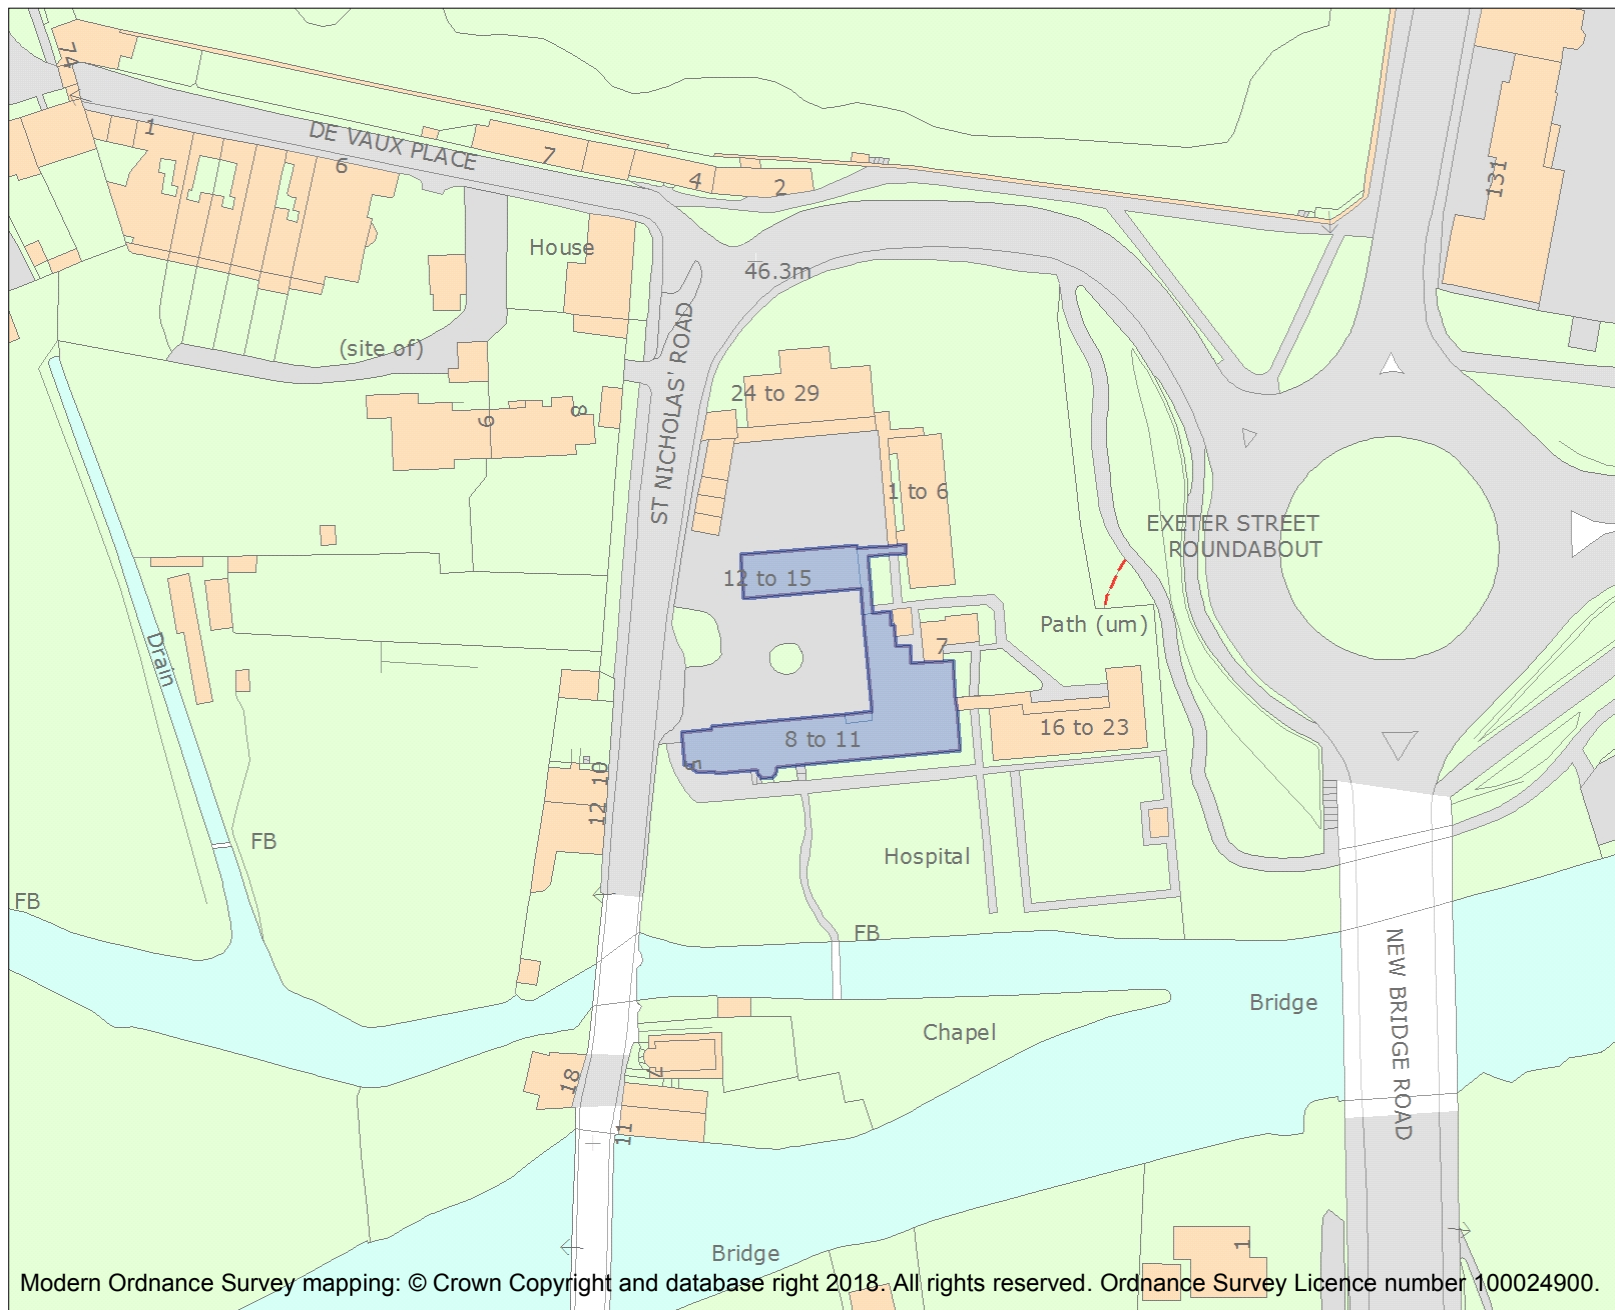 74
1
DE VAUX PLACE
6
7
4
2
131
House
46.3m
(site of)
ST NICHOLAS' ROAD
24 to 29
9
8
1 to 6
EXETER STREET
ROUNDABOUT
12 to 15
Path (um)
Drain
7
16 to 23
8 to 11
5
10
12
FB
Hospital
FB
FB
NEW BRIDGE ROAD
Bridge
Chapel
18
7
11
Bridge
1
Modern Ordnance Survey mapping: © Crown Copyright and database right 2018. All rights reserved. Ordnance Survey Licence number 100024900.